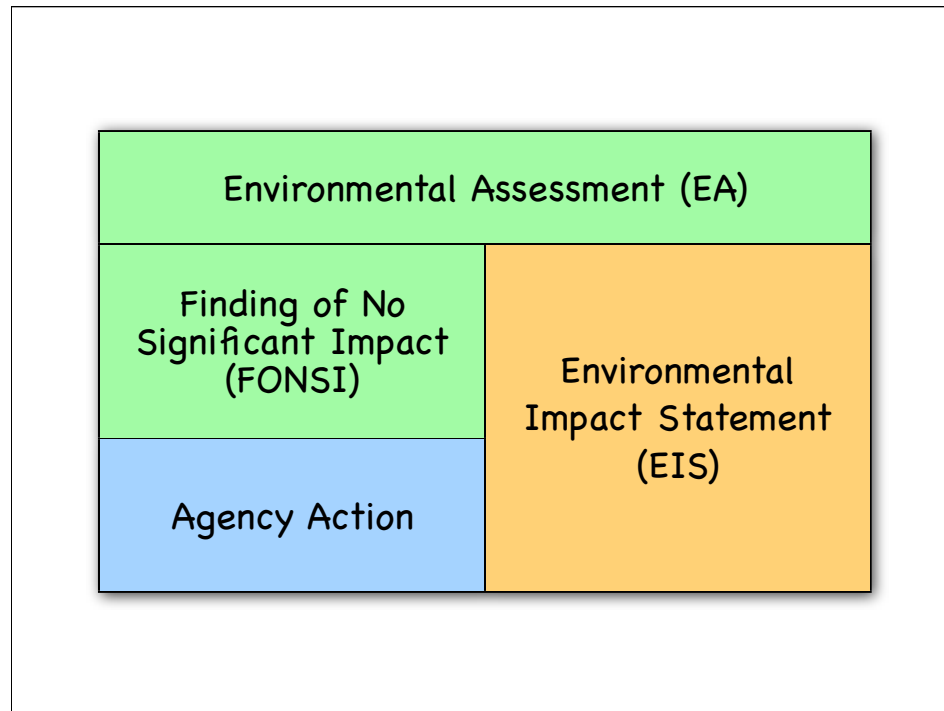 Environmental Assessment (EA)
Finding of No
Significant Impact
(FONSI)
Environmental
Impact Statement
(EIS)
Agency Action